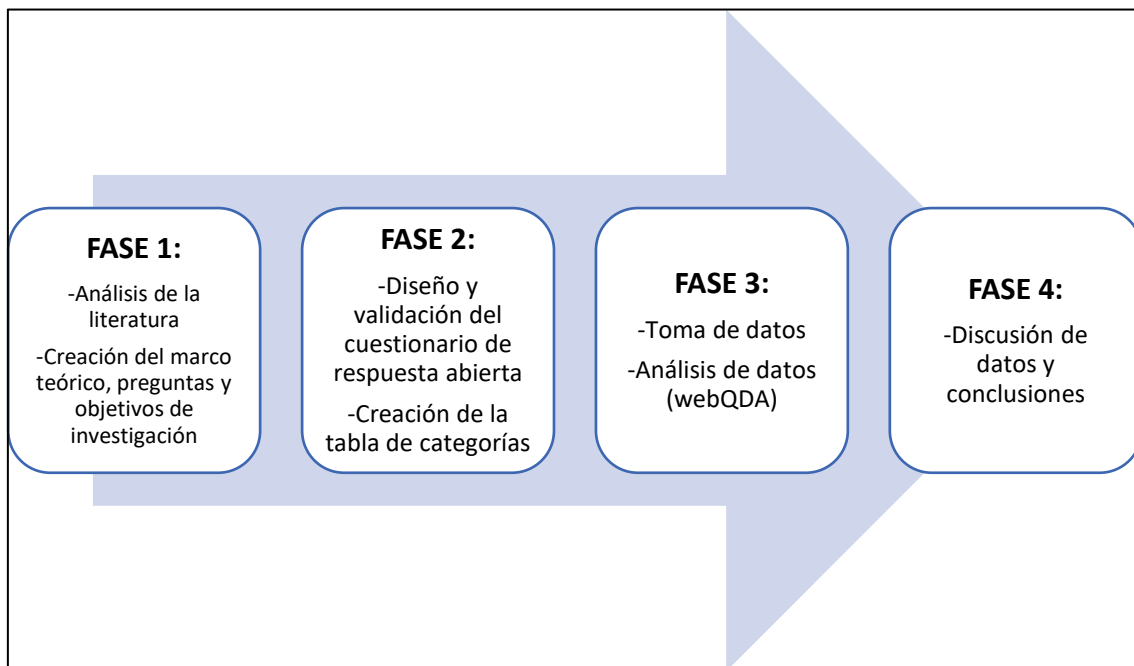 FASE 1:
-Análisis de la
literatura
-Creación del marco
teórico, preguntas y
objetivos de
investigación
FASE 2:
-Diseño y
validación del
cuestionario de
respuesta abierta
-Creación de la
tabla de categorías
FASE 3:
-Toma de datos
-Análisis de datos
(webQDA)
FASE 4:
-Discusión de
datos y
conclusiones